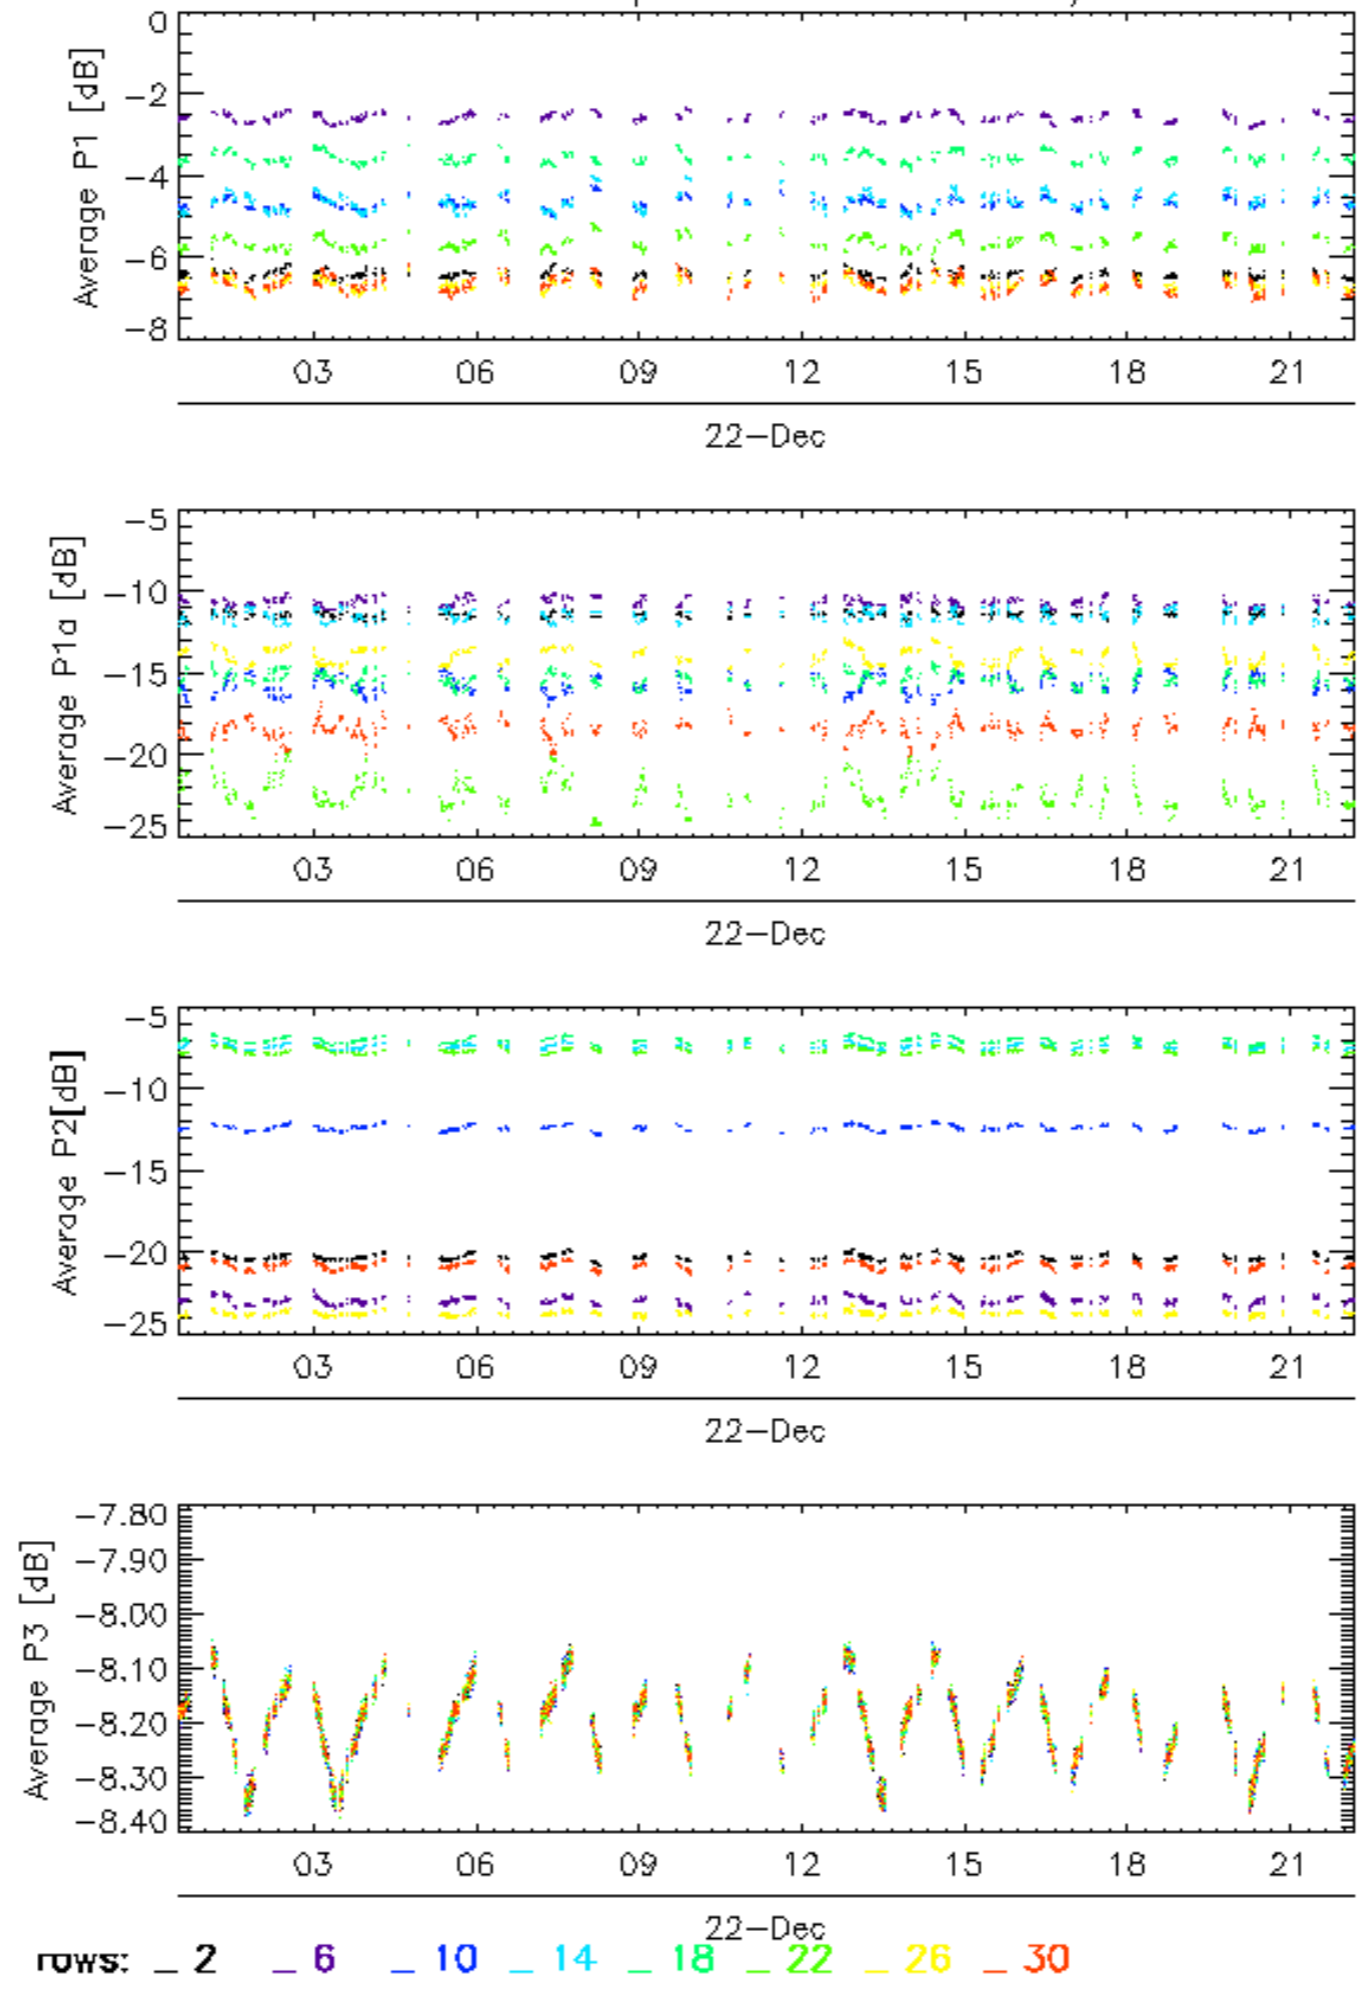 Average P1 [dB]
0
−2
−4
−6
−8
03 06 09 12 15 18 21
22−Dec
Average P1a [dB]
−5
−10
−15
−20
−25
03 06 09 12 15 18 21
22−Dec
Average P2[dB]
−5
−10
−15
−20
−25
03 06 09 12 15 18 21
22−Dec
Average P3 [dB]
−7.80
−7.90
−8.00
−8.10
−8.20
−8.30
−8.40
03 06 09 12 15 18 21
22−Dec
rows: _ 2 _ 6 _ 10 _ 14 _ 18 _ 22 _ 26 _ 30